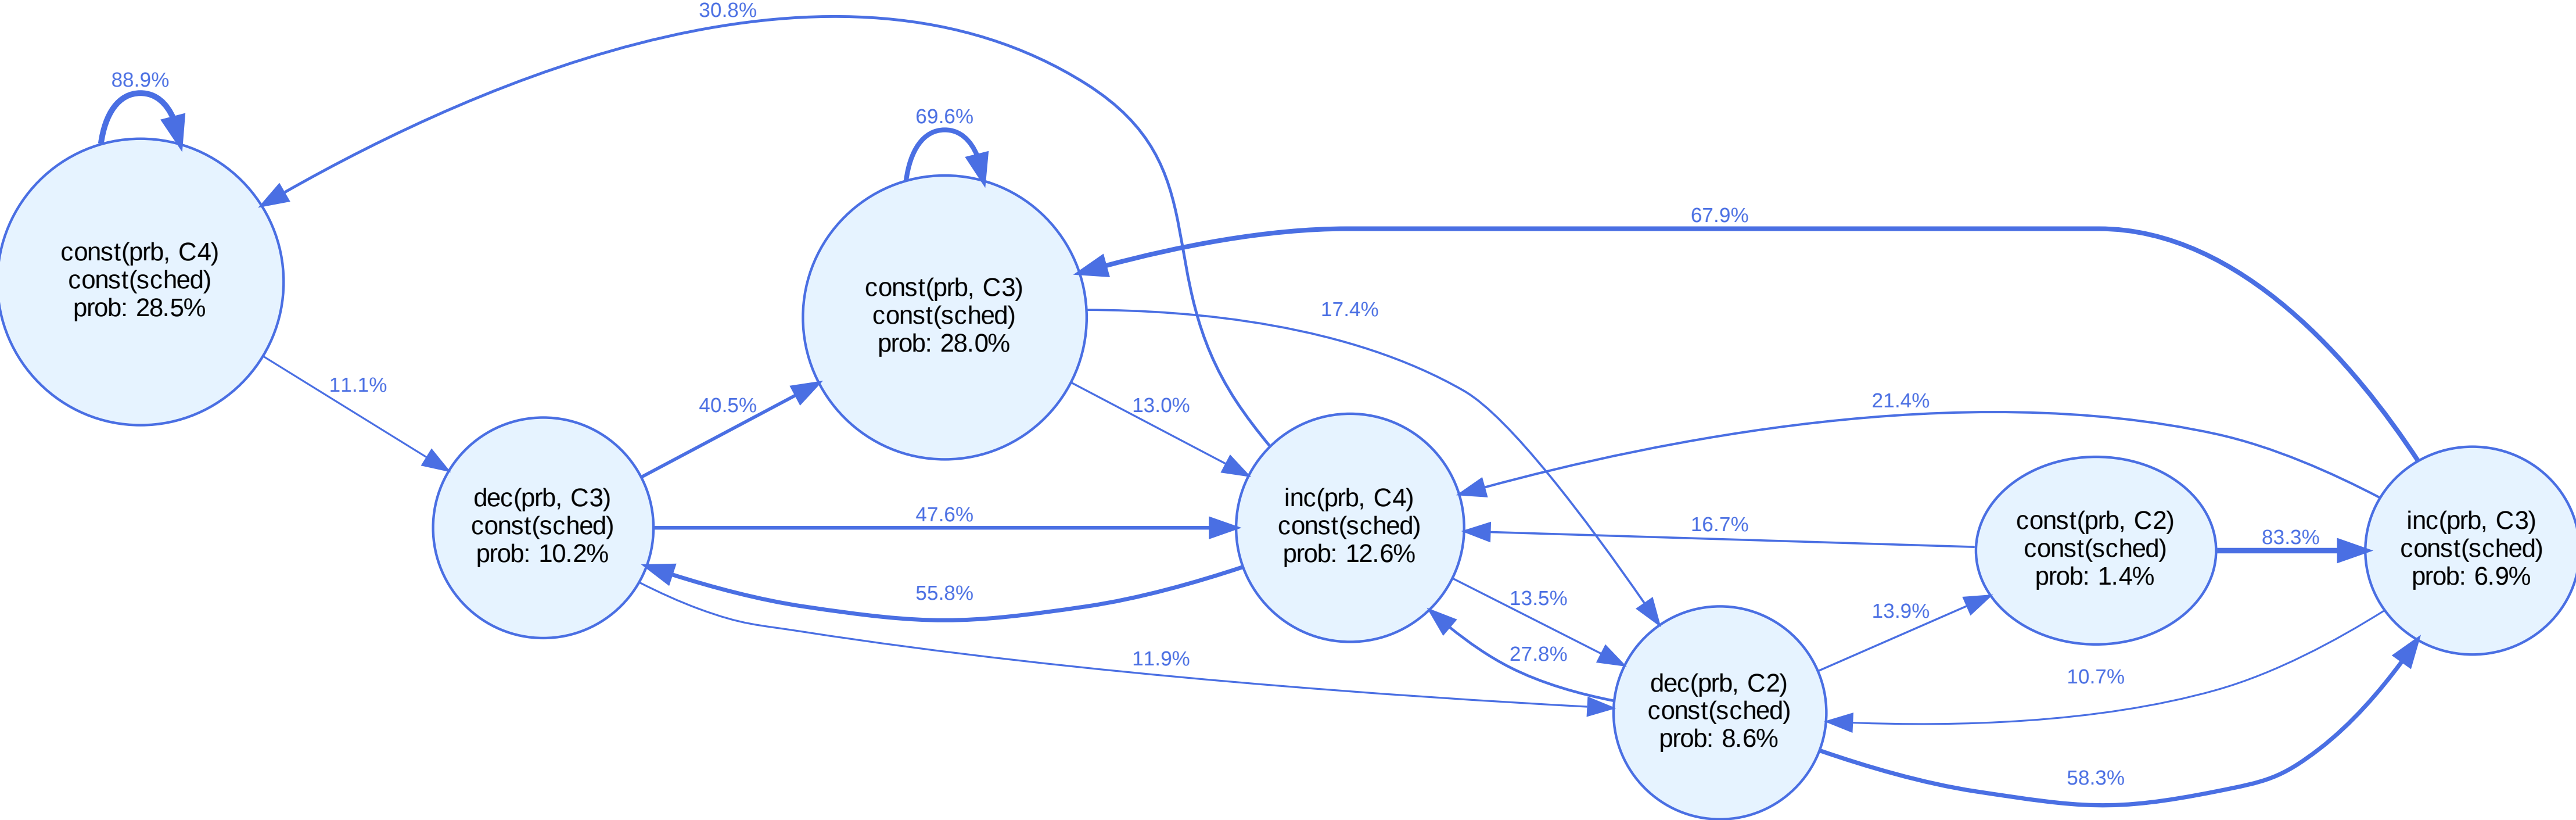 30.8%
88.9%
69.6%
67.9%
const(prb, C4)
const(sched)
prob: 28.5%
const(prb, C3)
const(sched)
prob: 28.0%
17.4%
11.1%
40.5%
13.0%
21.4%
dec(prb, C3)
const(sched)
prob: 10.2%
47.6%
inc(prb, C4)
const(sched)
prob: 12.6%
16.7%
const(prb, C2)
const(sched)
prob: 1.4%
83.3%
inc(prb, C3)
const(sched)
prob: 6.9%
55.8%
13.5%
13.9%
11.9%
27.8%
10.7%
dec(prb, C2)
const(sched)
prob: 8.6%
58.3%